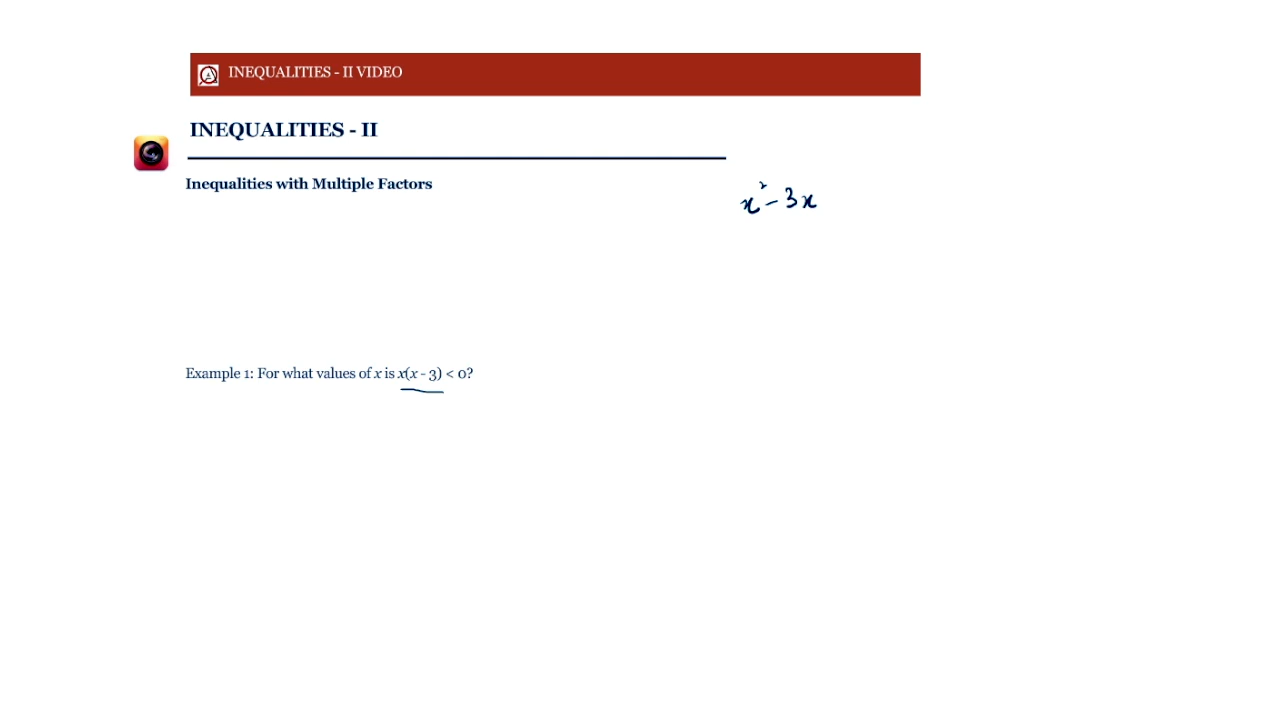 INEQUALITIES - II VIDEO
INEQUALITIES - II
Inequalities with Multiple Factors
x² - 3x
Example 1: For what values of x is x(x - 3) < 0?